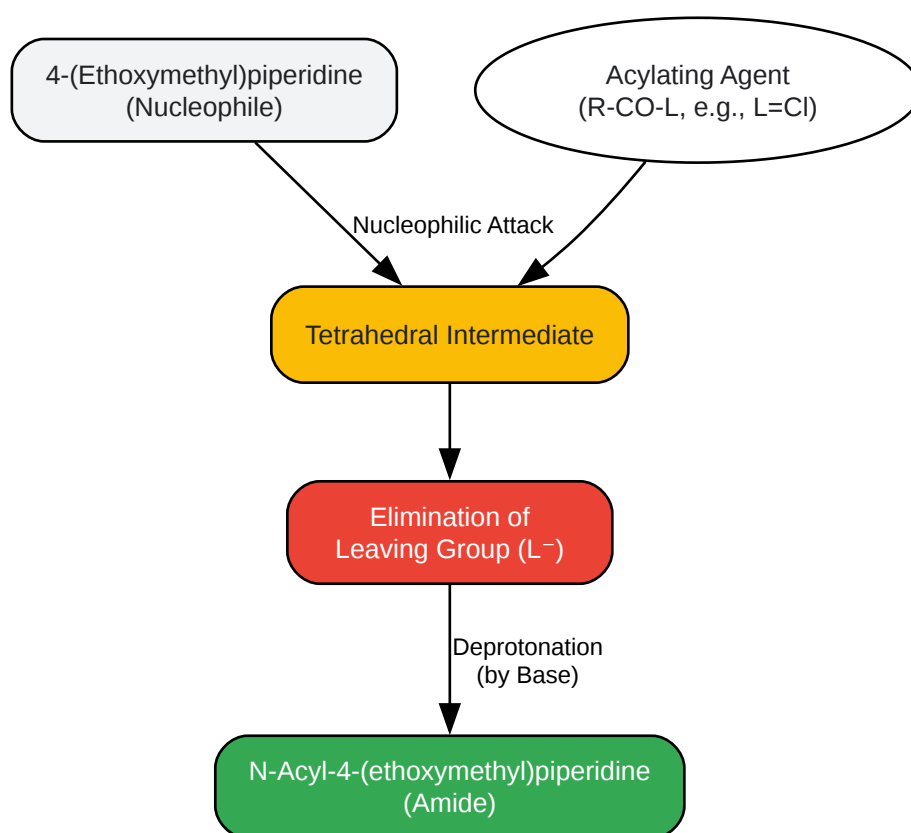 4-(Ethoxymethyl)piperidine
(Nucleophile)
Acylating Agent
(R-CO-L, e.g., L=Cl)
Nucleophilic Attack
Tetrahedral Intermediate
Elimination of
Leaving Group (L⁻)
Deprotonation
(by Base)
N-Acyl-4-(ethoxymethyl)piperidine
(Amide)